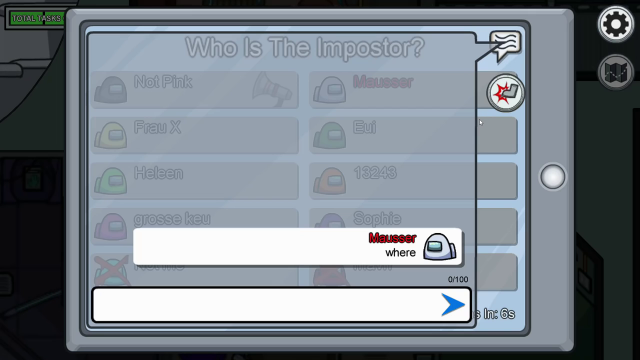 TOTAL TASKS
Who Is The Impostor?
Not Pink
Mausser
Frau X
Eui
Heleen
13243
grosse keu
Sophie
Mausser
where
0/100
s In: 6s